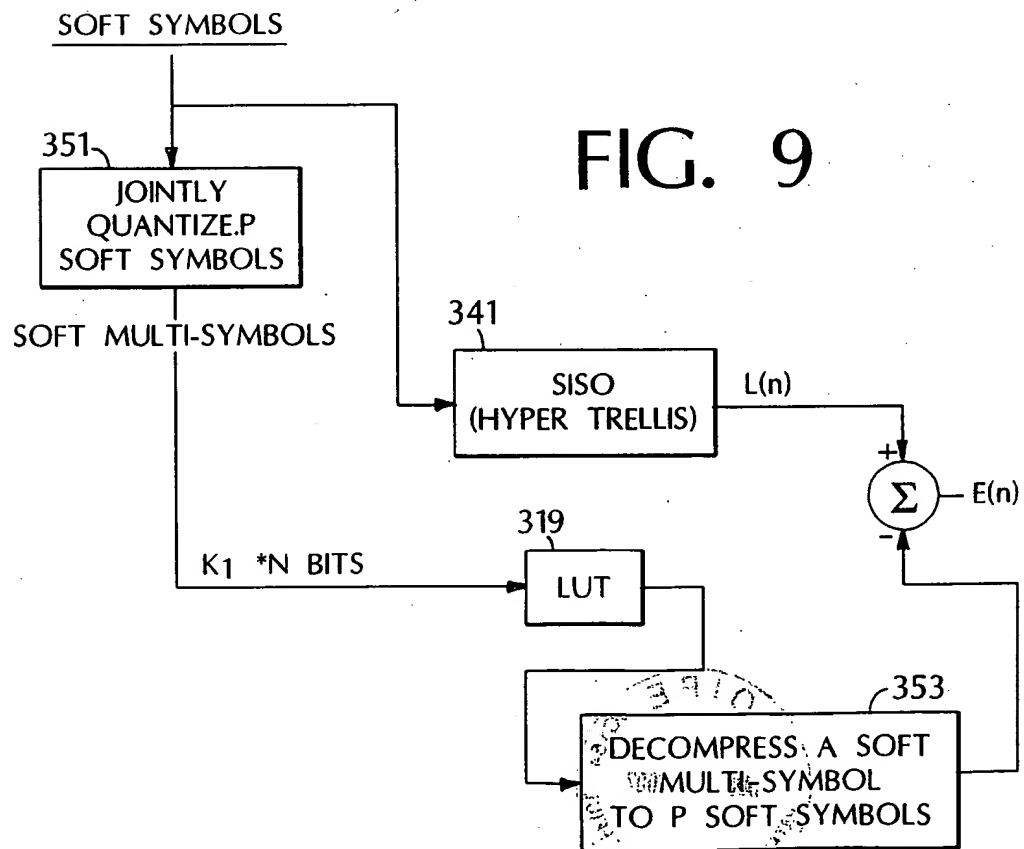 SOFT SYMBOLS
FIG. 9
351
JOINTLY
QUANTIZE.P
SOFT SYMBOLS
SOFT MULTI-SYMBOLS
341
SISO
(HYPER TRELLIS)
L(n)
+
Σ
E(n)
-
319
K1 *N BITS
LUT
353
DECOMPRESS A SOFT
MULTI-SYMBOL
TO P SOFT SYMBOLS
OIPE